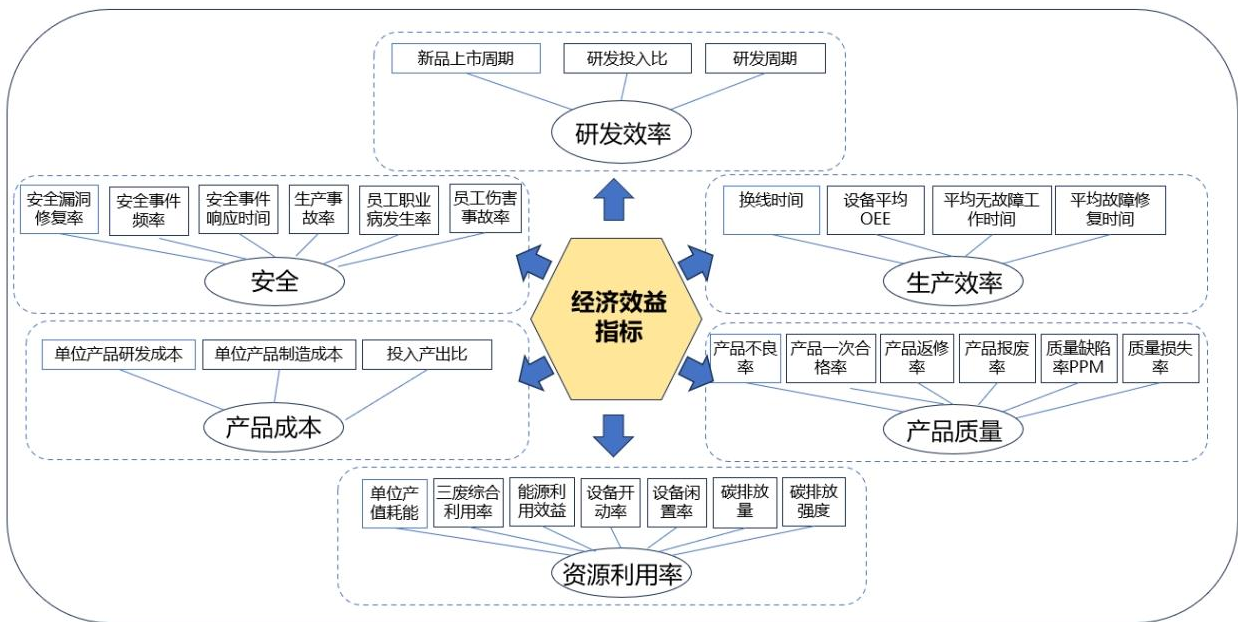 新品上市周期
研发投入比
研发周期
研发效率
安全漏洞
修复率
安全事件
频率
安全事件
响应时间
生产事
故率
员工职业
病发生率
员工伤害
事故率
安全
换线时间
设备平均
OEE
平均无故障工
作时间
平均故障修
复时间
生产效率
经济效益
指标
单位产品研发成本
单位产品制造成本
投入产出比
产品成本
产品不良
率
产品一次合
格率
产品返修
率
产品报废
率
质量缺陷
率PPM
质量损失
率
产品质量
单位产
值耗能
三废综合
利用率
能源利
用效益
设备开
动率
设备闲
置率
碳排放
量
碳排放
强度
资源利用率